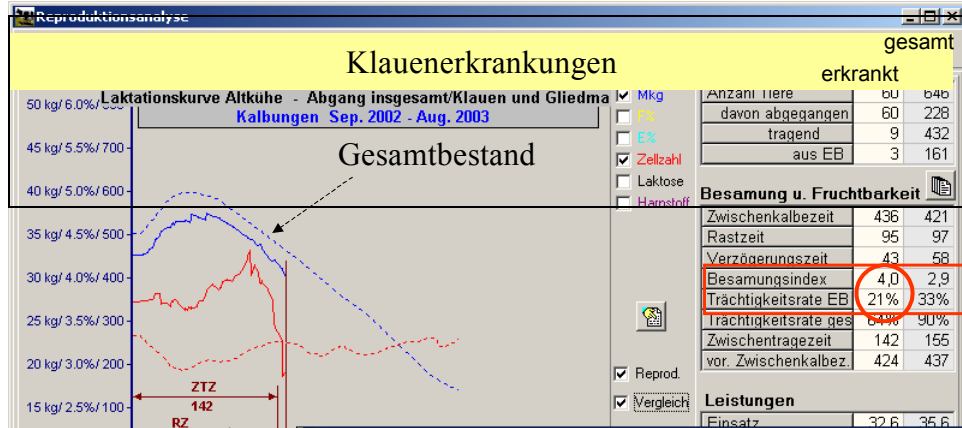 Reproduktionsanalyse
gesamt
Klauenerkrankungen
erkrankt
Laktationskurve Altkühe - Abgang insgesamt/Klauen und Gliedma
Kalbungen Sep. 2002 - Aug. 2003
Gesamtbestand
50 kg/ 6.0%/
45 kg/ 5.5%/ 700
40 kg/ 5.0%/ 600
35 kg/ 4.5%/ 500
30 kg/ 4.0%/ 400
25 kg/ 3.5%/ 300
20 kg/ 3.0%/ 200
15 kg/ 2.5%/ 100
ZTZ
142
RZ
Mkg
F%
E%
Zellzahl
Laktose
Harnstoff
Reprod.
Vergleich
Anzahl Tiere 60 646
davon abgegangen 60 228
tragend 9 432
aus EB 3 161
Besamung u. Fruchtbarkeit
Zwischenkalbezeit 436 421
Rastzeit 95 97
Verzögerungszeit 43 58
Besamungsindex 4,0 2,9
Trächtigkeitsrate EB 21% 33%
Trächtigkeitsrate ges 64% 90%
Zwischentragezeit 142 155
vor. Zwischenkalbez. 424 437
Leistungen
Einsatz 32,6 35,6